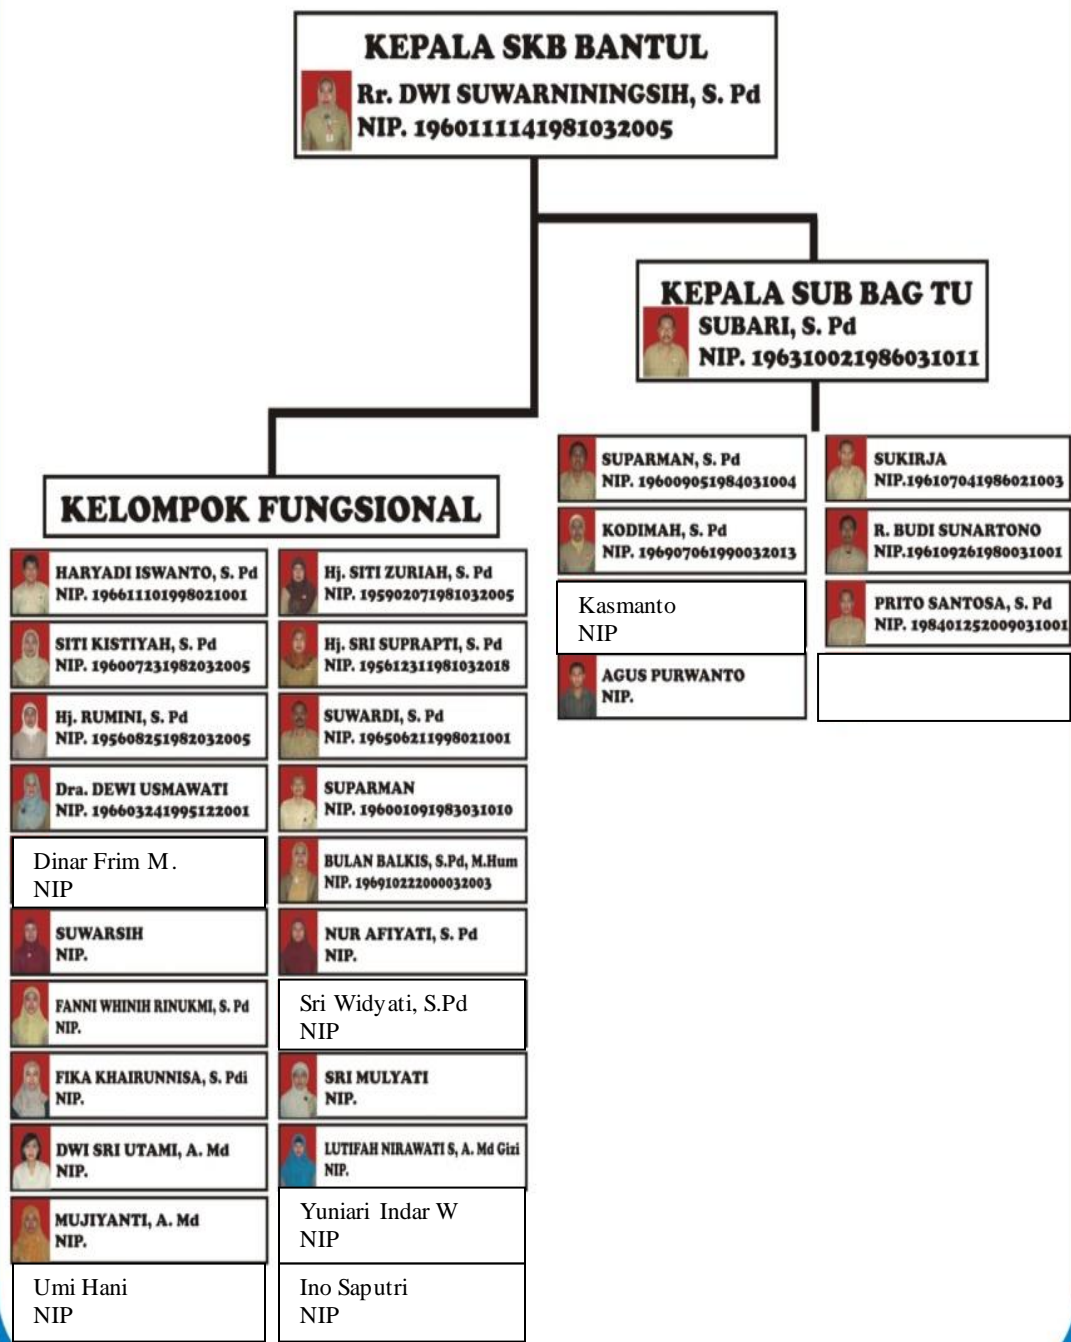 KEPALA SKB BANTUL
Rr. DWI SUWARNININGSIH, S. Pd
NIP. 196011141981032005
KEPALA SUB BAG TU
SUBARI, S. Pd
NIP. 196310021986031011
SUPARMAN, S. Pd
NIP. 196009051984031004
SUKIRJA
NIP.196107041986021003
KODIMAH, S. Pd
NIP. 196907061990032013
R. BUDI SUNARTONO
NIP.196109261980031001
Kasmanto
NIP
PRITO SANTOSA, S. Pd
NIP. 198401252009031001
AGUS PURWANTO
NIP.
KELOMPOK FUNGSIONAL
HARYADI ISWANTO, S. Pd
NIP. 196611101998021001
Hj. SITI ZURIAH, S. Pd
NIP. 195902071981032005
SITI KISTIYAH, S. Pd
NIP. 196007231982032005
Hj. SRI SUPRAPTI, S. Pd
NIP. 195612311981032018
Hj. RUMINI, S. Pd
NIP. 195608251982032005
SUWARDI, S. Pd
NIP. 196506211998021001
Dra. DEWI USMAWATI
NIP. 196603241995122001
SUPARMAN
NIP. 196001091983031010
Dinar Frim M.
NIP
BULAN BALKIS, S.Pd, M.Hum
NIP. 196910222000032003
SUWARSIH
NIP.
NUR AFIYATI, S. Pd
NIP.
FANNI WHINIH RINUKMI, S. Pd
NIP.
Sri Widyati, S.Pd
NIP
FIKA KHAIRUNNISA, S. Pdi
NIP.
SRI MULYATI
NIP.
DWI SRI UTAMI, A. Md
NIP.
LUTIFAH NIRAWATI S, A. Md Gizi
NIP.
MUJIYANTI, A. Md
NIP.
Yuniari Indar W
NIP
Umi Hani
NIP
Ino Saputri
NIP